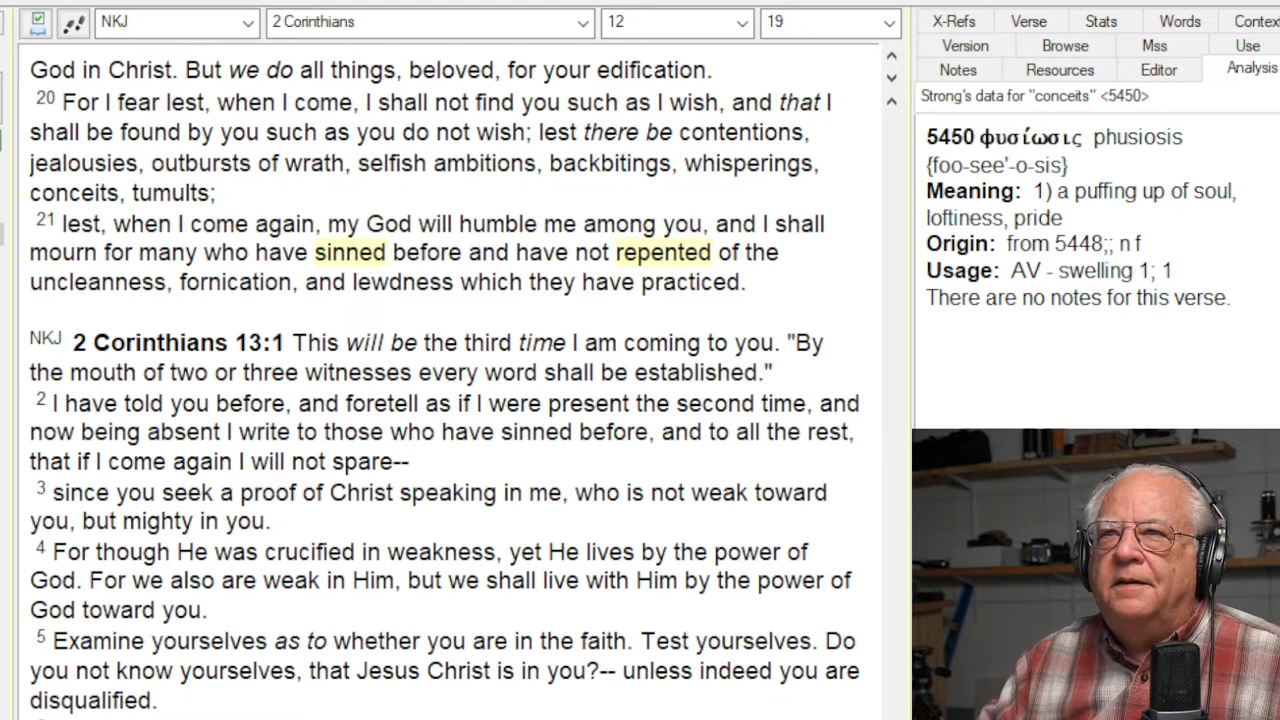 NKJ 2 Corinthians 12 19
God in Christ. But we do all things, beloved, for your edification.
20 For I fear lest, when I come, I shall not find you such as I wish, and that I
shall be found by you such as you do not wish; lest there be contentions,
jealousies, outbursts of wrath, selfish ambitions, backbitings, whisperings,
conceits, tumults;
21 lest, when I come again, my God will humble me among you, and I shall
mourn for many who have sinned before and have not repented of the
uncleanness, fornication, and lewdness which they have practiced.
NKJ 2 Corinthians 13:1 This will be the third time I am coming to you. "By
the mouth of two or three witnesses every word shall be established."
2 I have told you before, and foretell as if I were present the second time, and
now being absent I write to those who have sinned before, and to all the rest,
that if I come again I will not spare--
3 since you seek a proof of Christ speaking in me, who is not weak toward
you, but mighty in you.
4 For though He was crucified in weakness, yet He lives by the power of
God. For we also are weak in Him, but we shall live with Him by the power of
God toward you.
5 Examine yourselves as to whether you are in the faith. Test yourselves. Do
you not know yourselves, that Jesus Christ is in you?-- unless indeed you are
disqualified.
X-Refs Verse Stats Words Contex
Version Browse Mss Use
Notes Resources Editor Analysis
Strong's data for "conceits" <5450>
5450 φυσίωσις phusiosis
{foo-see'-o-sis}
Meaning: 1) a puffing up of soul,
loftiness, pride
Origin: from 5448;; n f
Usage: AV - swelling 1; 1
There are no notes for this verse.